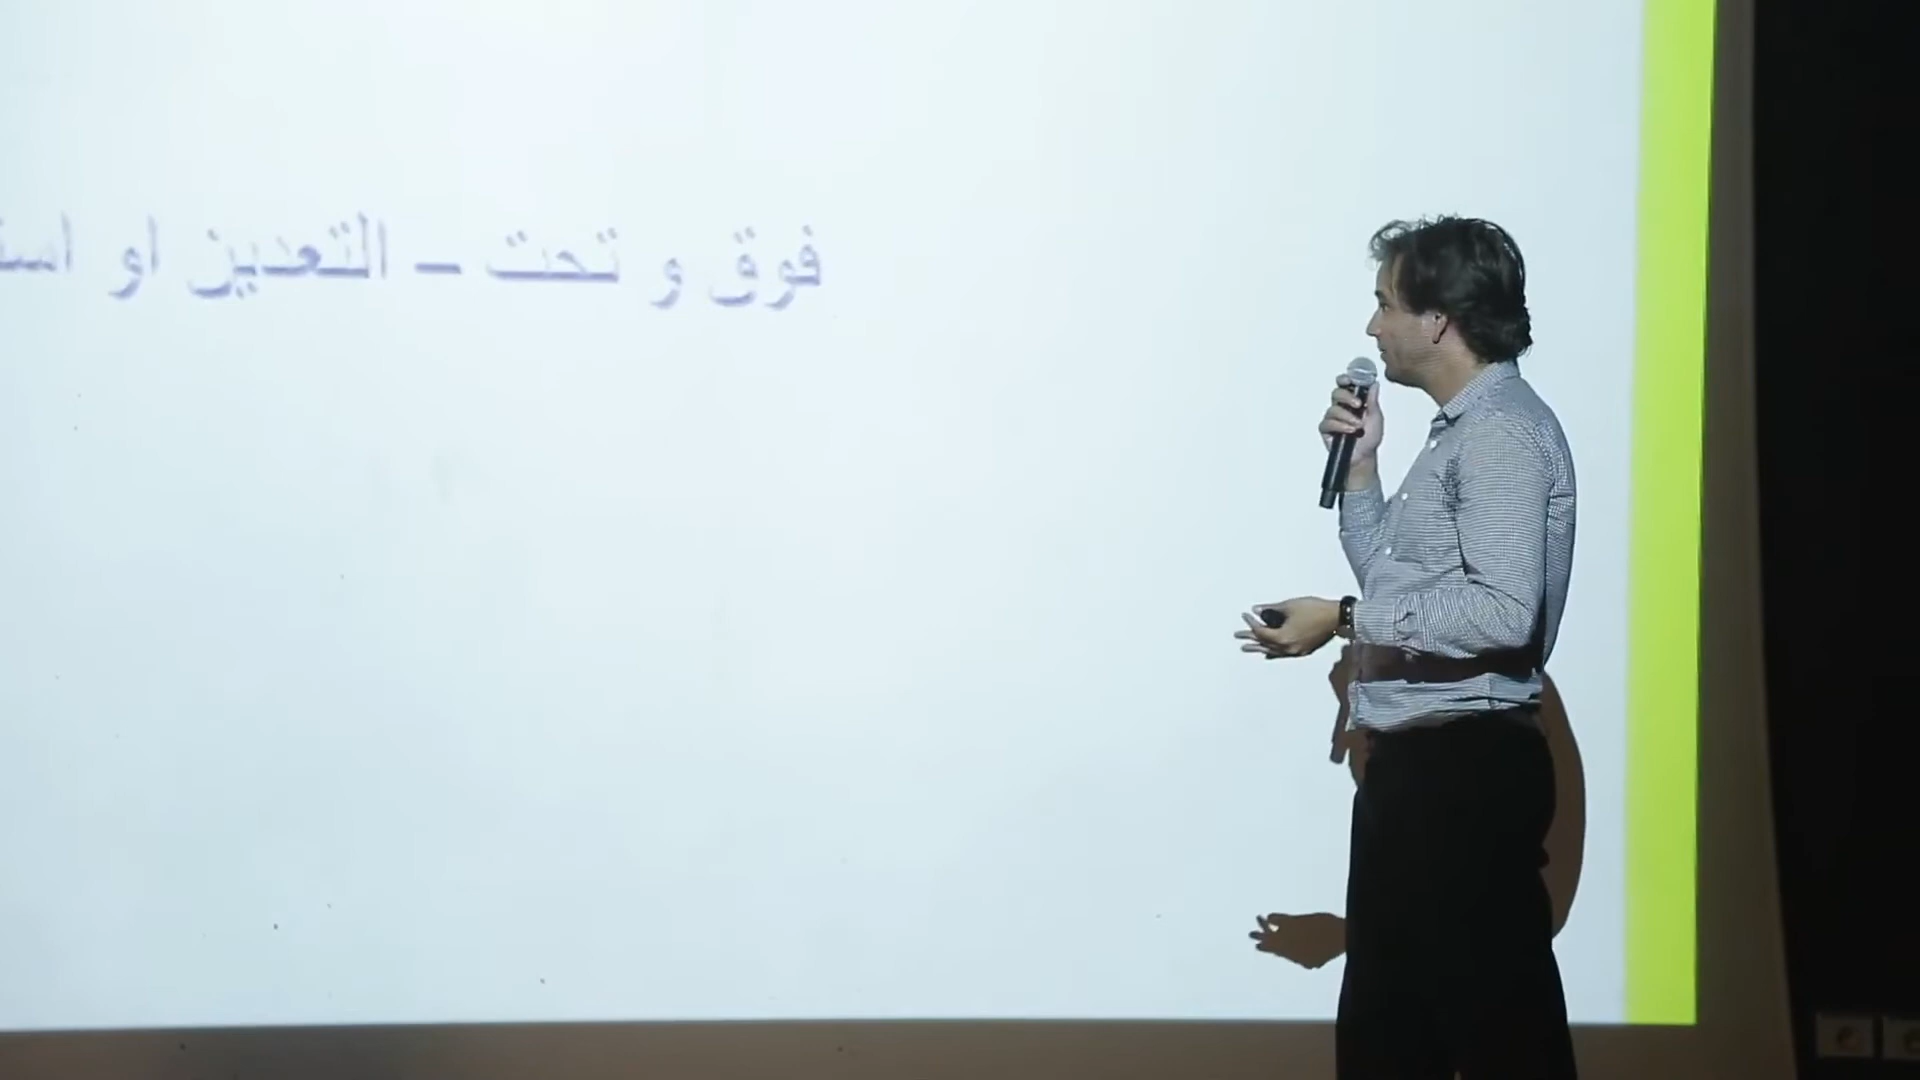 فوق و تحت – التعدين او